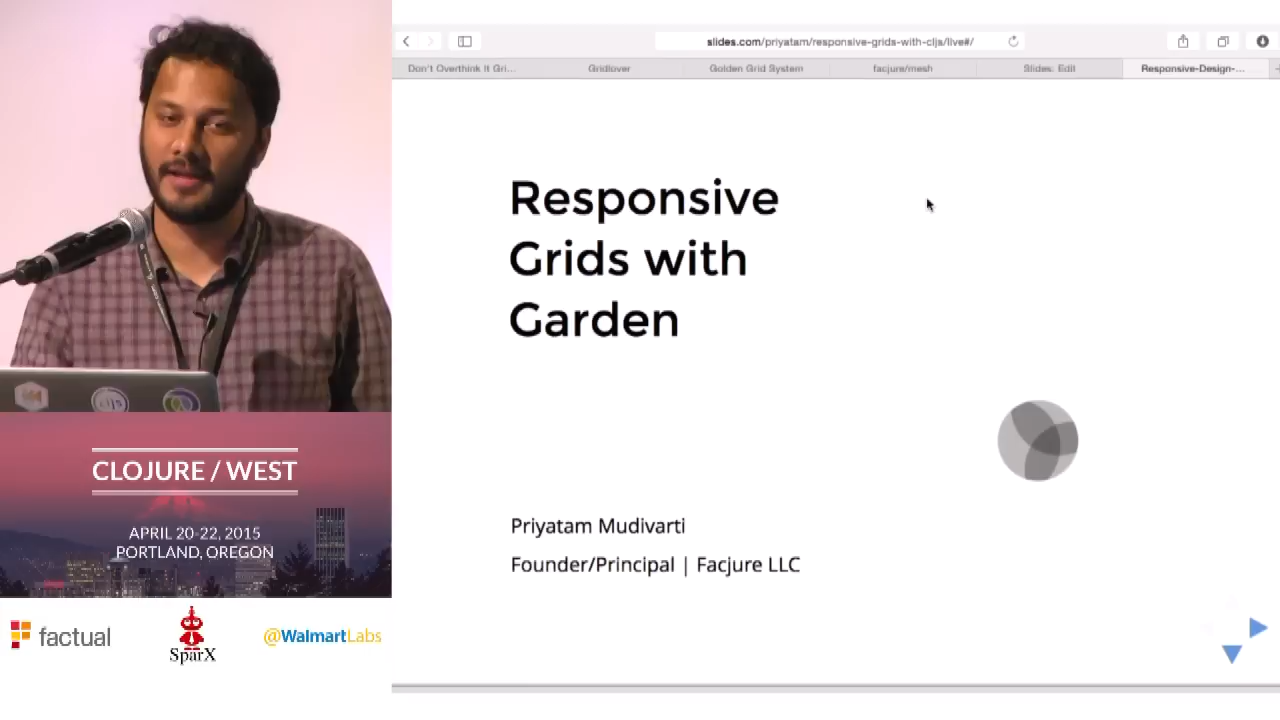 slides.com/priyatam/responsive-grids-with-cljs/live#/
Don't Overthink It Gri...
Gridlover
Golden Grid System
facjure/mesh
Slides: Edit
Responsive-Design-...
Responsive
Grids with
Garden
Priyatam Mudivarti
Founder/Principal | Facjure LLC
cljs
CLOJURE / WEST
APRIL 20-22, 2015
PORTLAND, OREGON
factual
SparX
@WalmartLabs